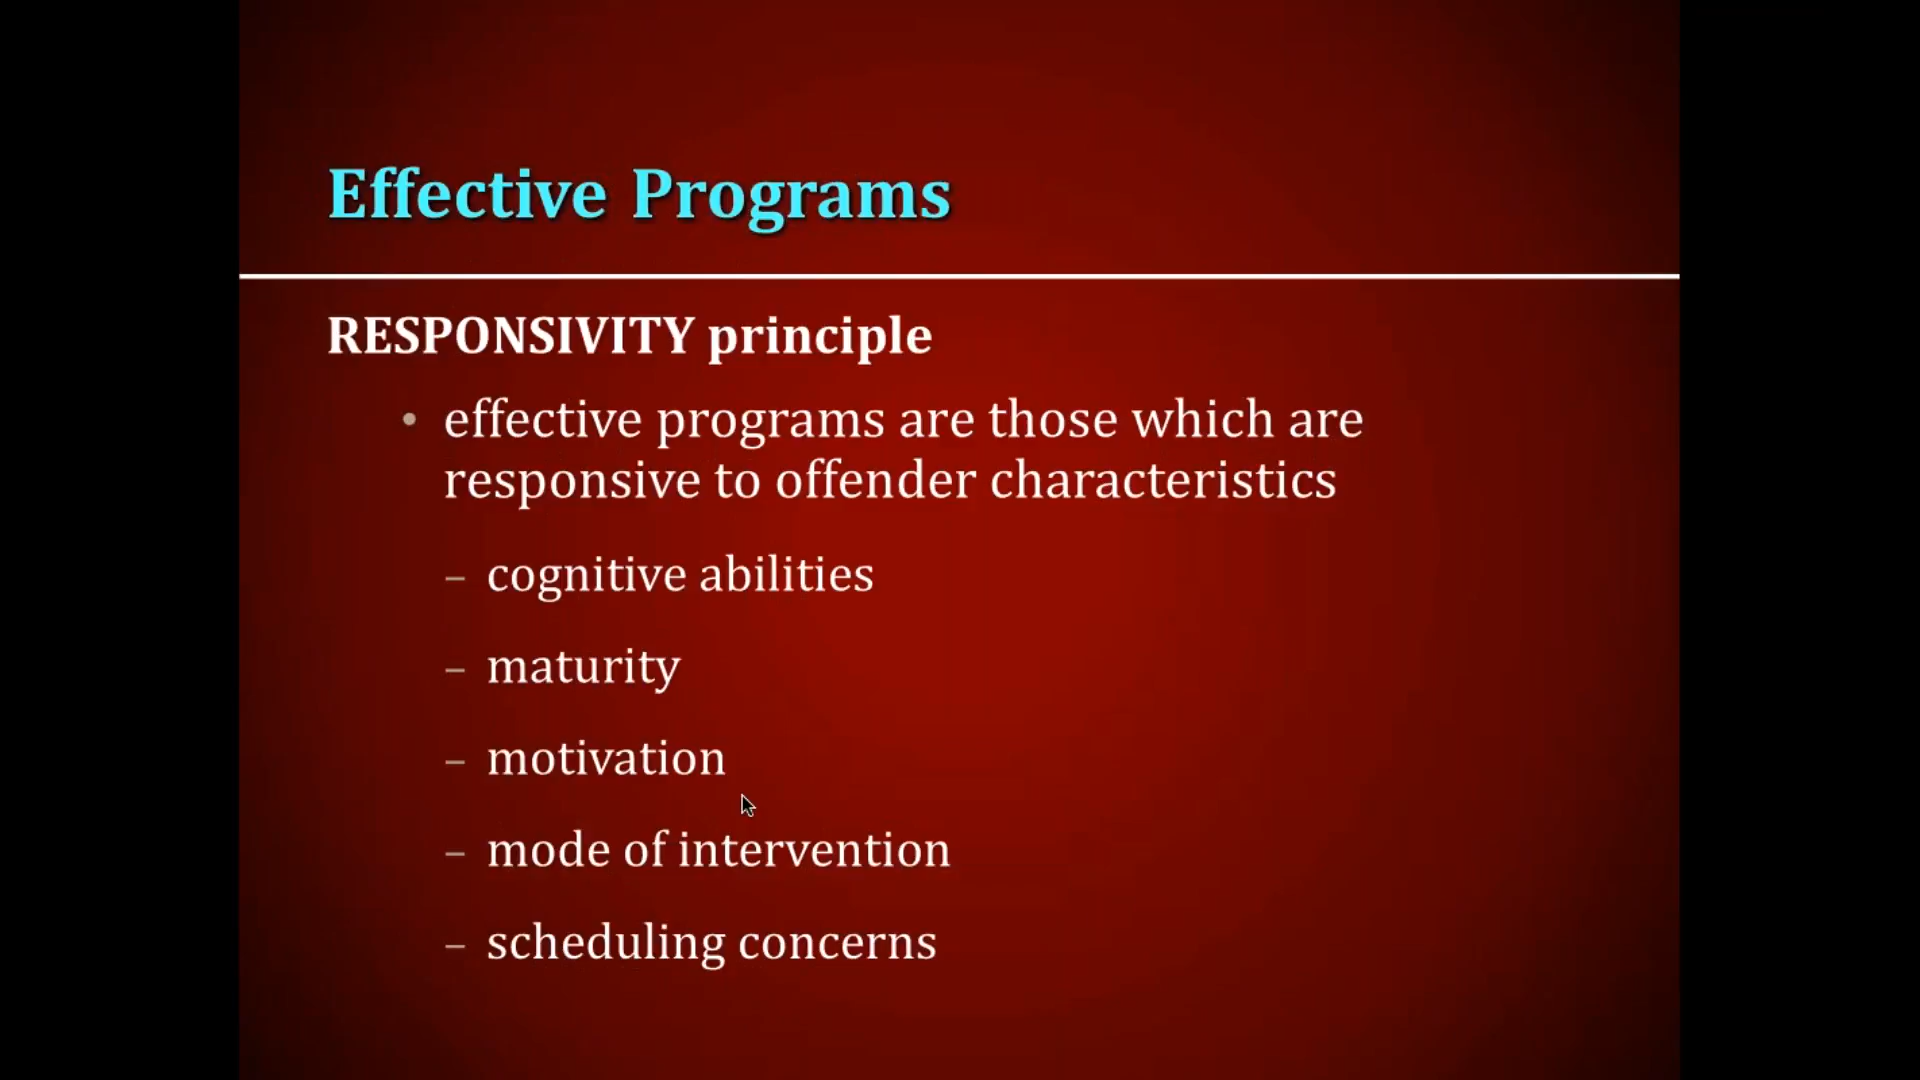 Effective Programs
RESPONSIVITY principle
• effective programs are those which are
responsive to offender characteristics
– cognitive abilities
– maturity
– motivation
– mode of intervention
– scheduling concerns